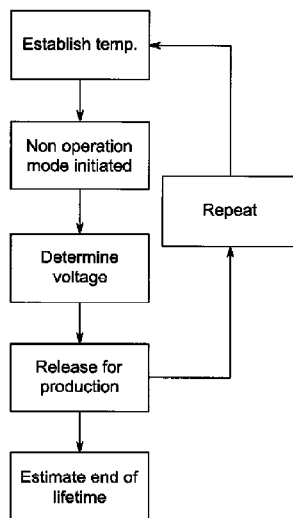 Establish temp.
Non operation
mode initiated
Repeat
Determine
voltage
Release for
production
Estimate end of
lifetime